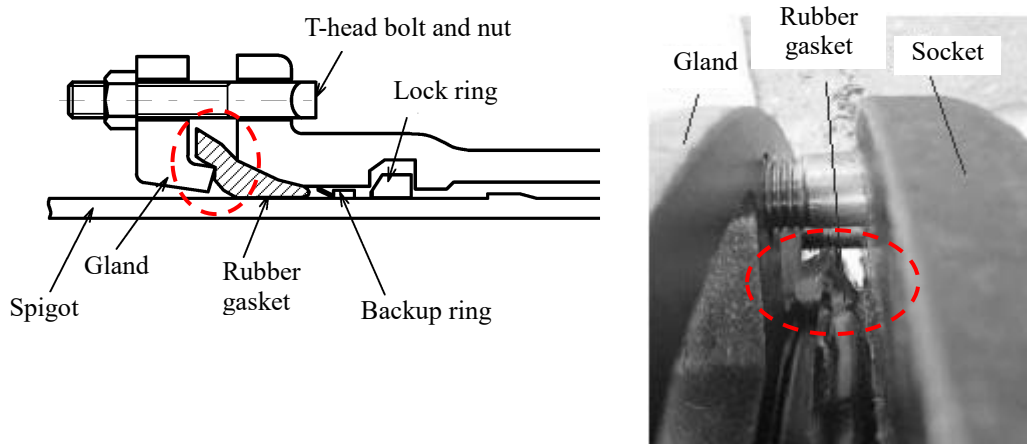 T-head bolt and nut
Lock ring
Gland
Spigot
Rubber
gasket
Backup ring
Rubber
gasket
Gland
Socket